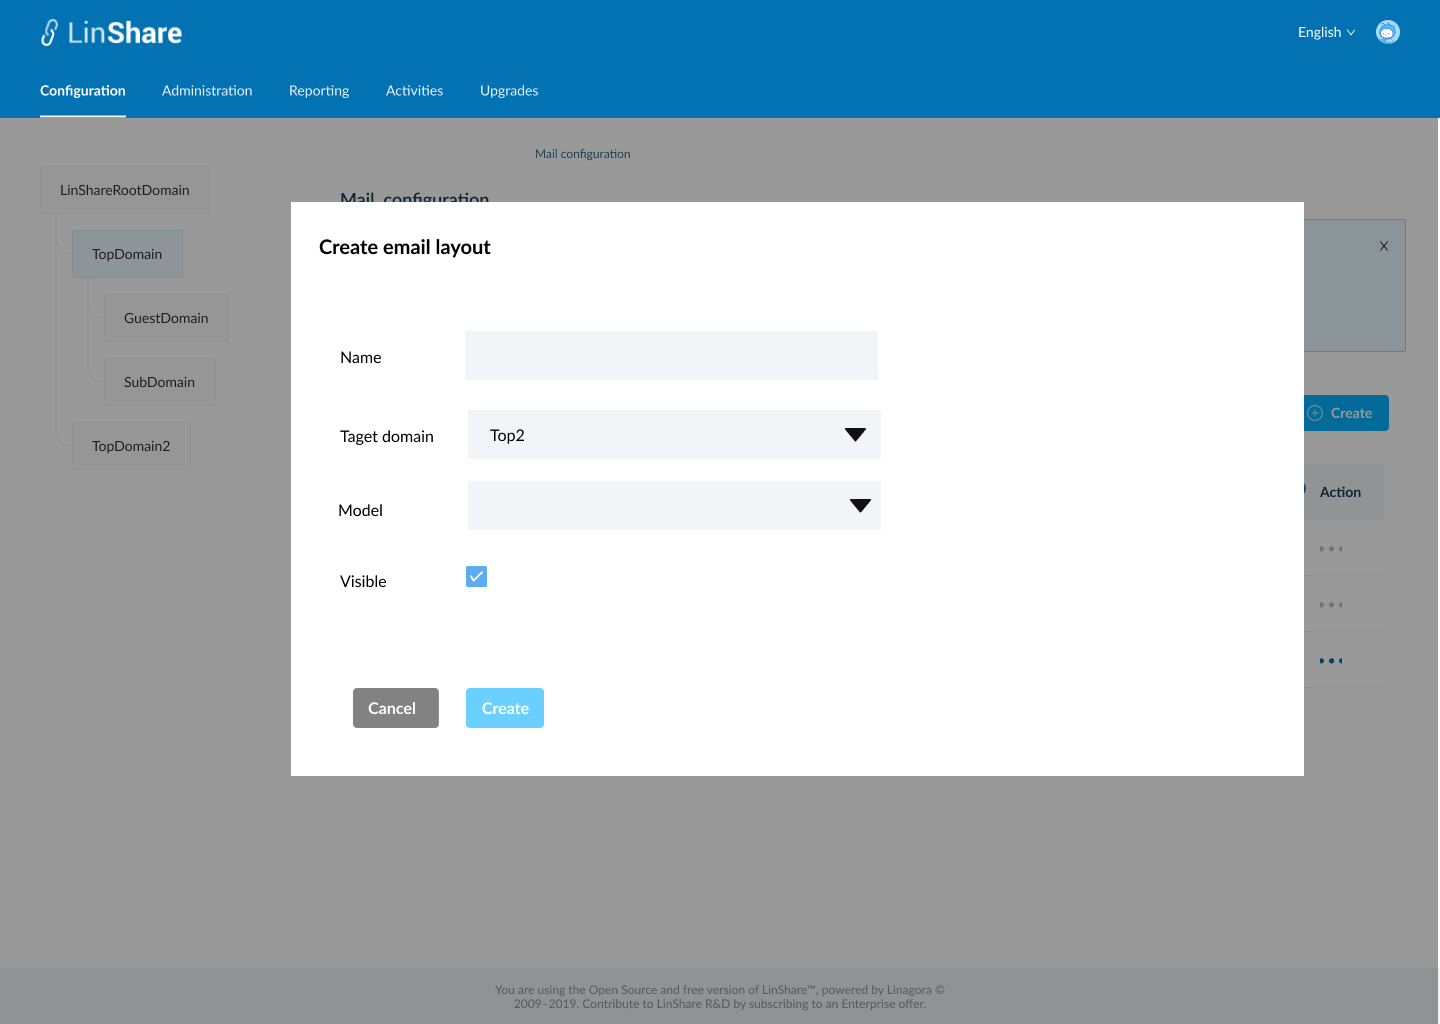 LinShare
English
Configuration Administration Reporting Activities Upgrades
Mail configuration
LinShareRootDomain
Mail configuration
TopDomain
GuestDomain
SubDomain
TopDomain2
Create email layout
X
Name
Taget domain
Top2
Create
Model
Action
Visible
Cancel
Create
You are using the Open Source and free version of LinShare™, powered by Linagora ©
2009–2019. Contribute to LinShare R&D by subscribing to an Enterprise offer.